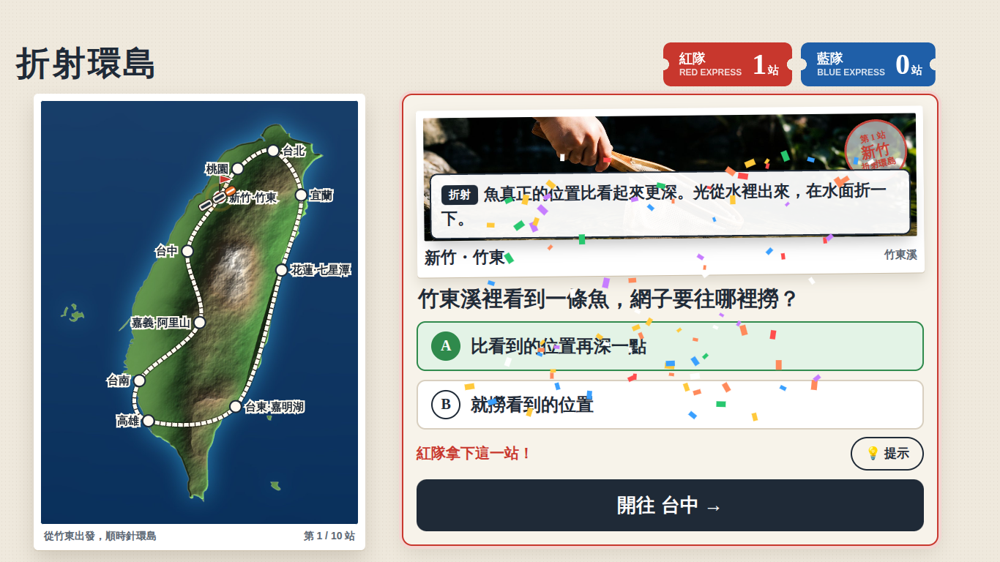 折射環島
紅隊
RED EXPRESS
1站
藍隊
BLUE EXPRESS
0站
台北
桃園
新竹·竹東
宜蘭
台中
花蓮·七星潭
嘉義·阿里山
台南
台東·嘉明湖
高雄
從竹東出發，順時針環島
第 1 / 10 站
第 1 站
新竹
折射環島
折射 魚真正的位置比看起來更深。光從水裡出來，在水面折一
下。
新竹・竹東
竹東溪
竹東溪裡看到一條魚，網子要往哪裡撈？
A 比看到的位置再深一點
B 就撈看到的位置
紅隊拿下這一站！
💡 提示
開往 台中 →